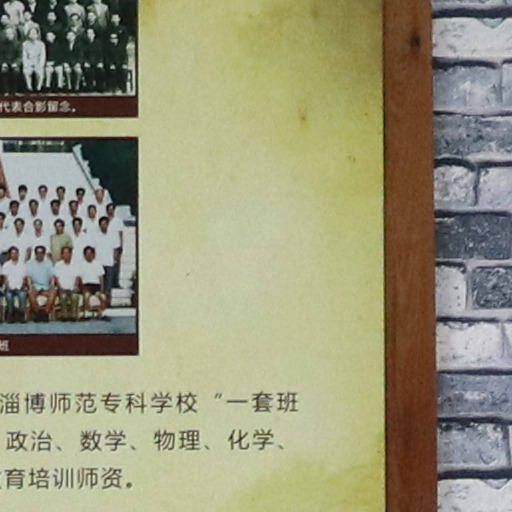 代表合影留念。
班
淄博师范专科学校“一套班
政治、数学、物理、化学、
教育培训师资。